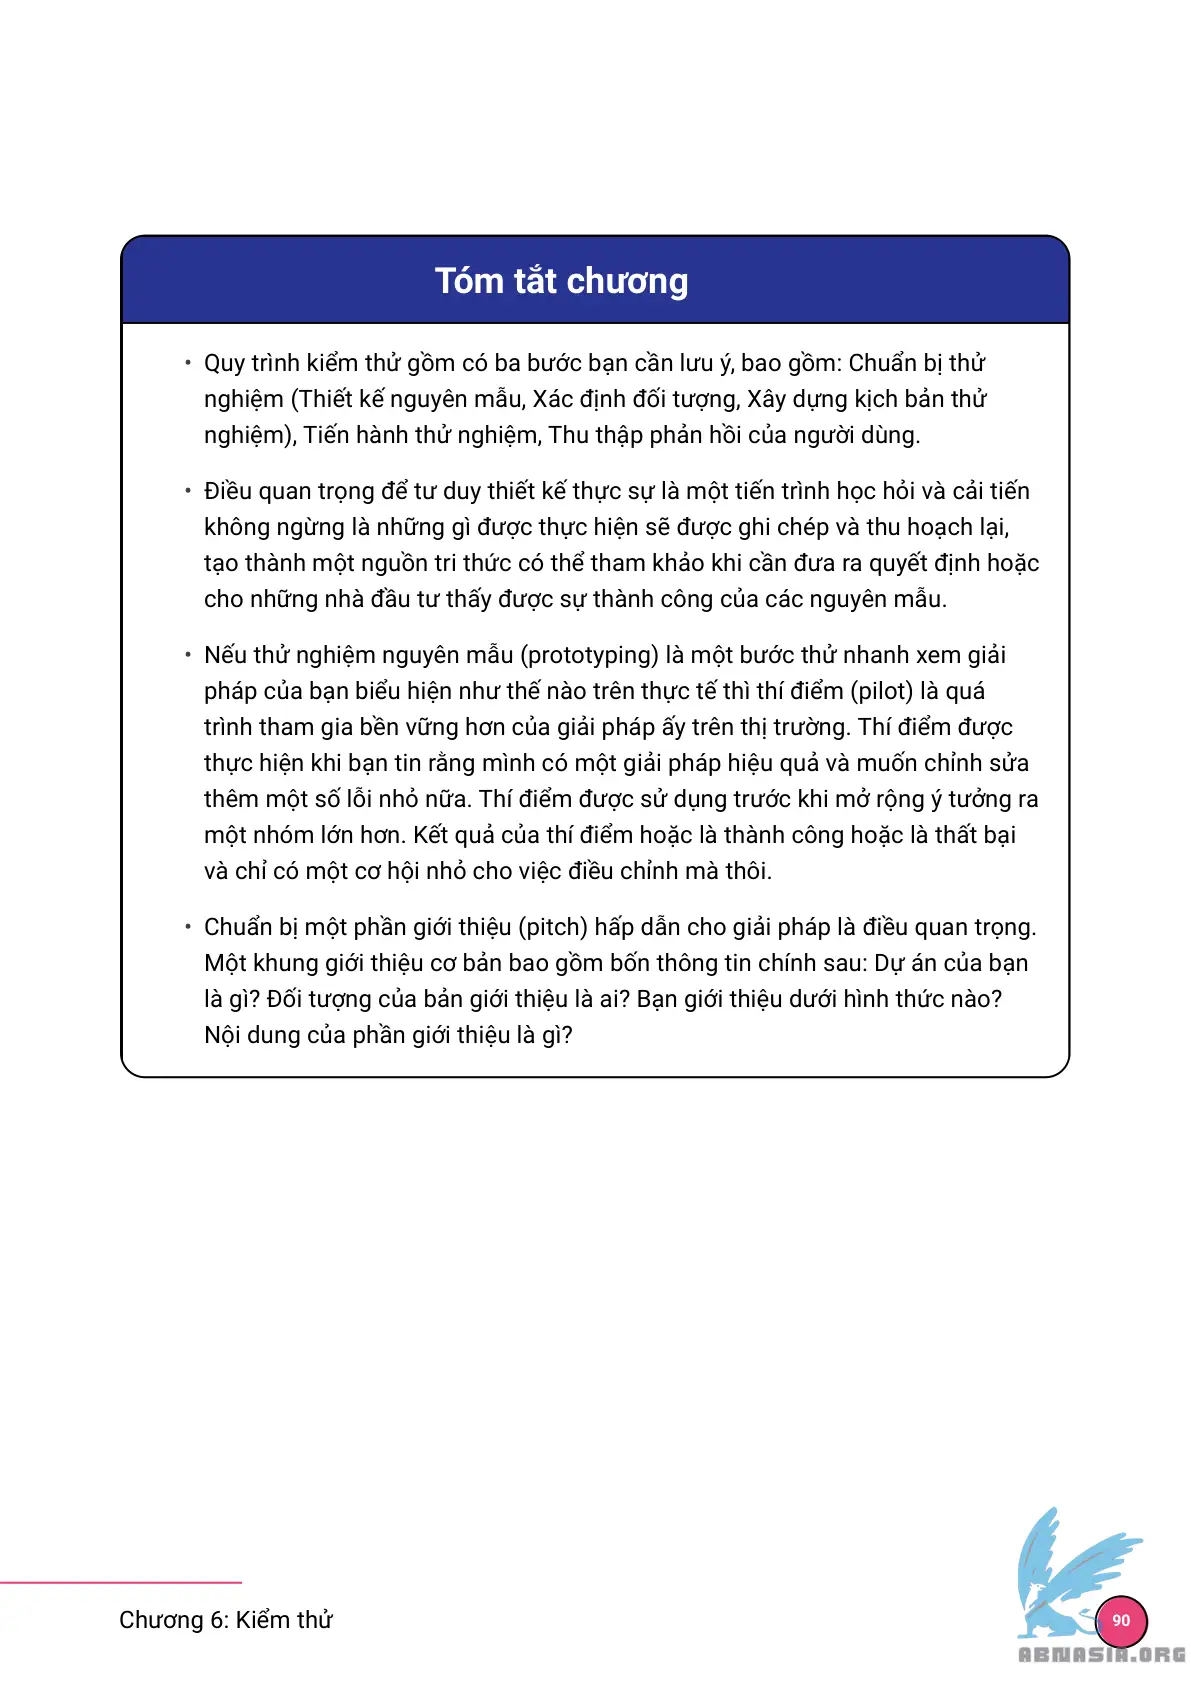 Tóm tắt chương
• Quy trình kiểm thử gồm có ba bước bạn cần lưu ý, bao gồm: Chuẩn bị thử
nghiệm (Thiết kế nguyên mẫu, Xác định đối tượng, Xây dựng kịch bản thử
nghiệm), Tiến hành thử nghiệm, Thu thập phản hồi của người dùng.
• Điều quan trọng để tư duy thiết kế thực sự là một tiến trình học hỏi và cải tiến
không ngừng là những gì được thực hiện sẽ được ghi chép và thu hoạch lại,
tạo thành một nguồn tri thức có thể tham khảo khi cần đưa ra quyết định hoặc
cho những nhà đầu tư thấy được sự thành công của các nguyên mẫu.
• Nếu thử nghiệm nguyên mẫu (prototyping) là một bước thử nhanh xem giải
pháp của bạn biểu hiện như thế nào trên thực tế thì thí điểm (pilot) là quá
trình tham gia bền vững hơn của giải pháp ấy trên thị trường. Thí điểm được
thực hiện khi bạn tin rằng mình có một giải pháp hiệu quả và muốn chỉnh sửa
thêm một số lỗi nhỏ nữa. Thí điểm được sử dụng trước khi mở rộng ý tưởng ra
một nhóm lớn hơn. Kết quả của thí điểm hoặc là thành công hoặc là thất bại
và chỉ có một cơ hội nhỏ cho việc điều chỉnh mà thôi.
• Chuẩn bị một phần giới thiệu (pitch) hấp dẫn cho giải pháp là điều quan trọng.
Một khung giới thiệu cơ bản bao gồm bốn thông tin chính sau: Dự án của bạn
là gì? Đối tượng của bản giới thiệu là ai? Bạn giới thiệu dưới hình thức nào?
Nội dung của phần giới thiệu là gì?
Chương 6: Kiểm thử
90
ABNASIA.ORG